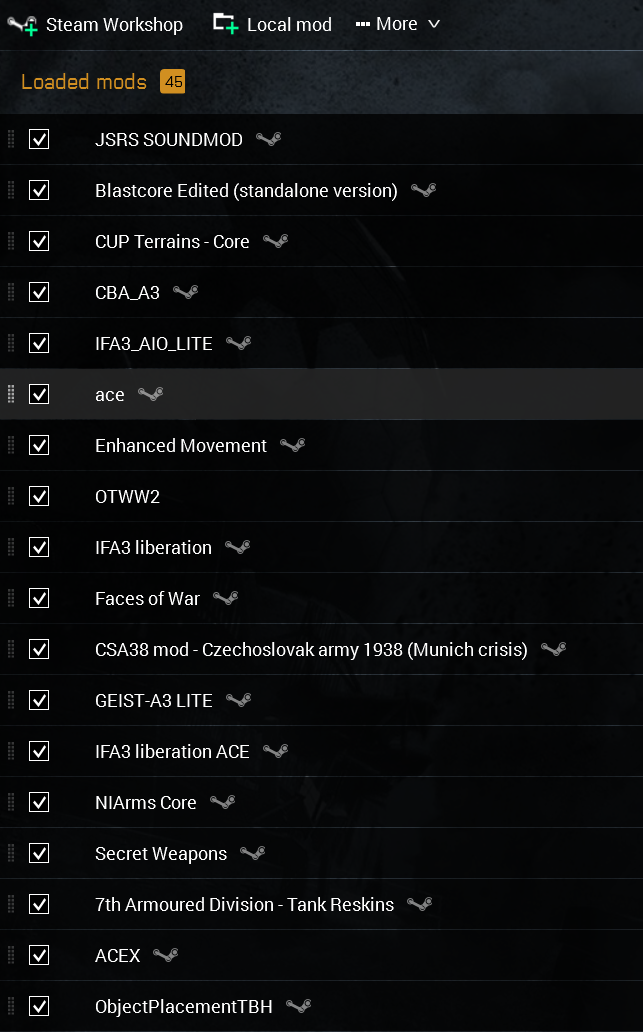 Steam Workshop Local mod More
Loaded mods 45
JSRS SOUNDMOD
Blastcore Edited (standalone version)
CUP Terrains - Core
CBA_A3
IFA3_AIO_LITE
ace
Enhanced Movement
OTWW2
IFA3 liberation
Faces of War
CSA38 mod - Czechoslovak army 1938 (Munich crisis)
GEIST-A3 LITE
IFA3 liberation ACE
NIArms Core
Secret Weapons
7th Armoured Division - Tank Reskins
ACEX
ObjectPlacementTBH